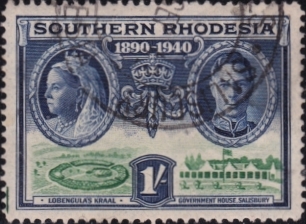 SOUTHERN RHODESIA
1890-1940
LOBENGULA'S KRAAL
1/-
GOVERNMENT HOUSE, SALISBURY